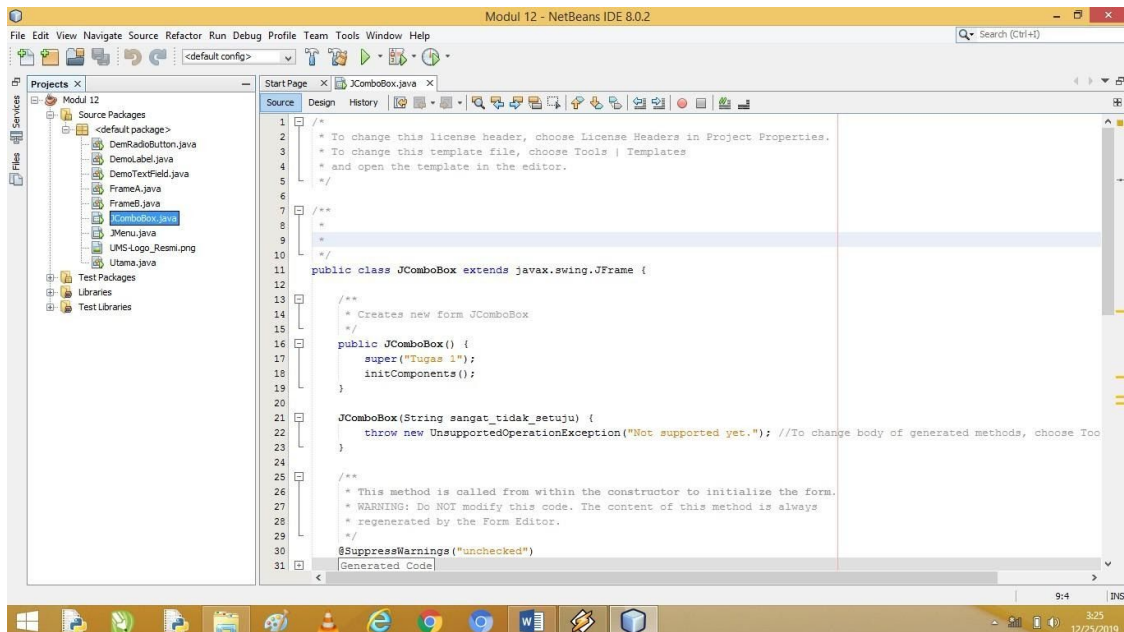 Modul 12 - NetBeans IDE 8.0.2
File Edit View Navigate Source Refactor Run Debug Profile Team Tools Window Help
Search (Ctrl+I)
<default config>
Projects
Services
Files
Modul 12
Source Packages
<default package>
DemRadioButton.java
DemoLabel.java
DemoTextField.java
FrameA.java
FrameB.java
JComboBox.java
JMenu.java
UMS-Logo_Resmi.png
Utama.java
Test Packages
Libraries
Test Libraries
Start Page JComboBox.java
Source Design History
1 /*
2 * To change this license header, choose License Headers in Project Properties.
3 * To change this template file, choose Tools | Templates
4 * and open the template in the editor.
5 */
6
7 /**
8 *
9 *
10 */
11 public class JComboBox extends javax.swing.JFrame {
12
13 /**
14 * Creates new form JComboBox
15 */
16 public JComboBox() {
17 super("Tugas 1");
18 initComponents();
19 }
20
21 JComboBox(String sangat_tidak_setuju) {
22 throw new UnsupportedOperationException("Not supported yet."); //To change body of generated methods, choose Too
23 }
24
25 /**
26 * This method is called from within the constructor to initialize the form.
27 * WARNING: Do NOT modify this code. The content of this method is always
28 * regenerated by the Form Editor.
29 */
30 @SuppressWarnings("unchecked")
31 Generated Code
9:4 INS
3:25
12/25/2019